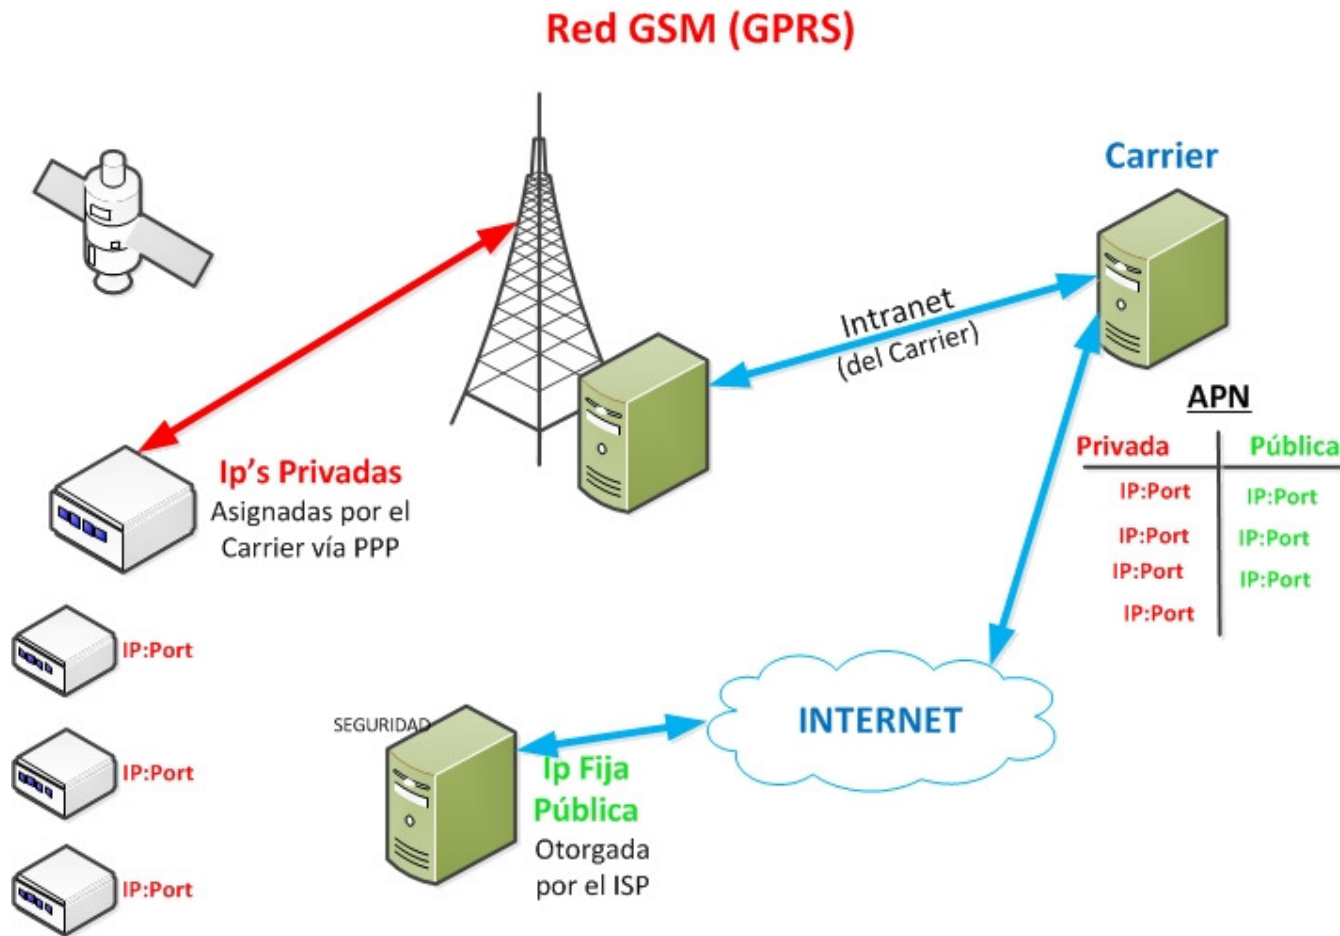 Red GSM (GPRS)
Carrier
Intranet
(del Carrier)
APN
Privada Pública
IP:Port IP:Port
IP:Port IP:Port
IP:Port IP:Port
IP:Port
Ip's Privadas
Asignadas por el
Carrier vía PPP
IP:Port
IP:Port
IP:Port
SEGURIDAD
INTERNET
Ip Fija
Pública
Otorgada
por el ISP